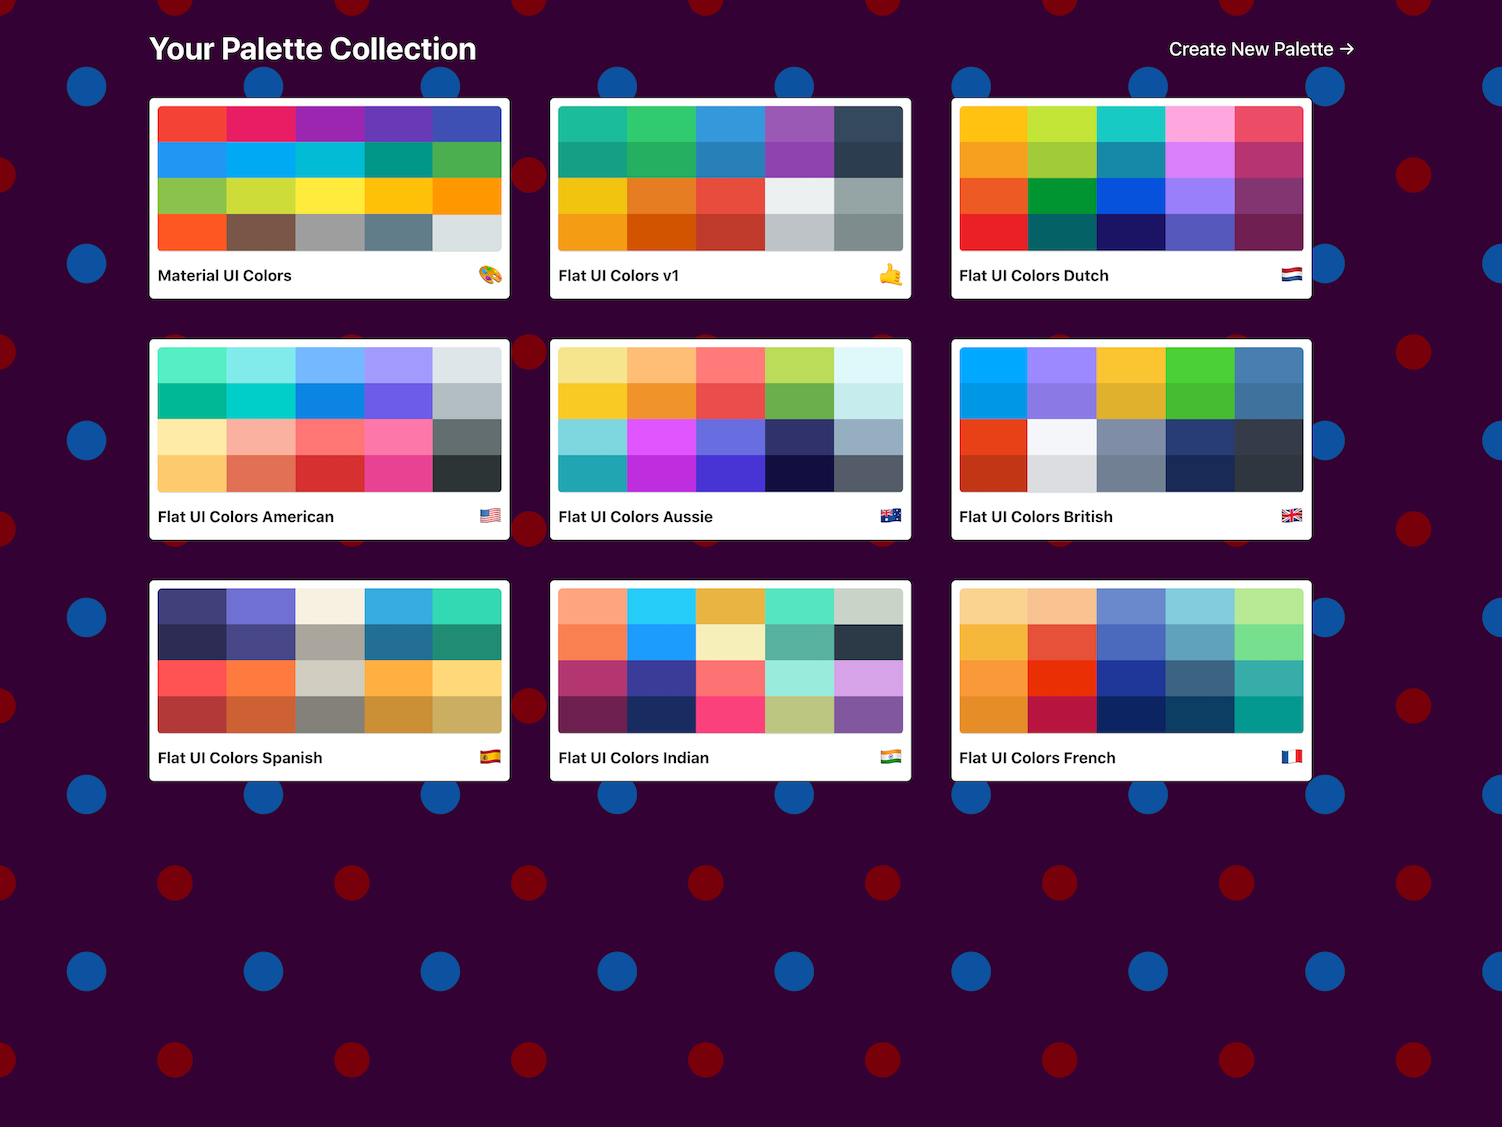 Your Palette Collection
Create New Palette →
Material UI Colors
Flat UI Colors v1
Flat UI Colors Dutch
Flat UI Colors American
Flat UI Colors Aussie
Flat UI Colors British
Flat UI Colors Spanish
Flat UI Colors Indian
Flat UI Colors French